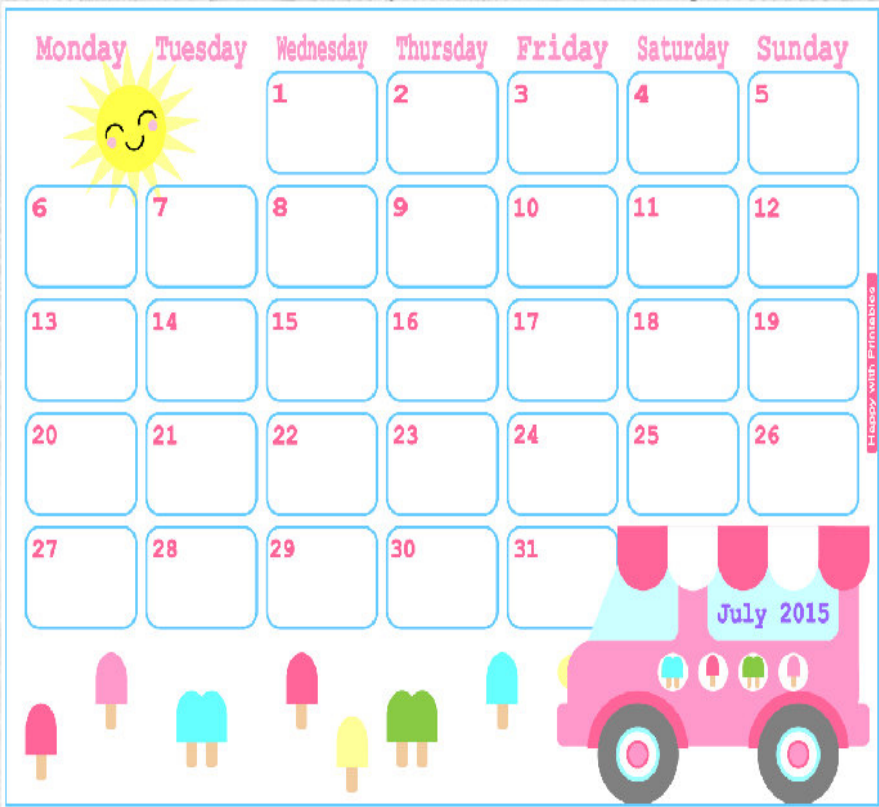 Monday Tuesday Wednesday Thursday Friday Saturday Sunday
1 2 3 4 5
6 7 8 9 10 11 12
13 14 15 16 17 18 19
20 21 22 23 24 25 26
27 28 29 30 31
July 2015
Happy with Printables